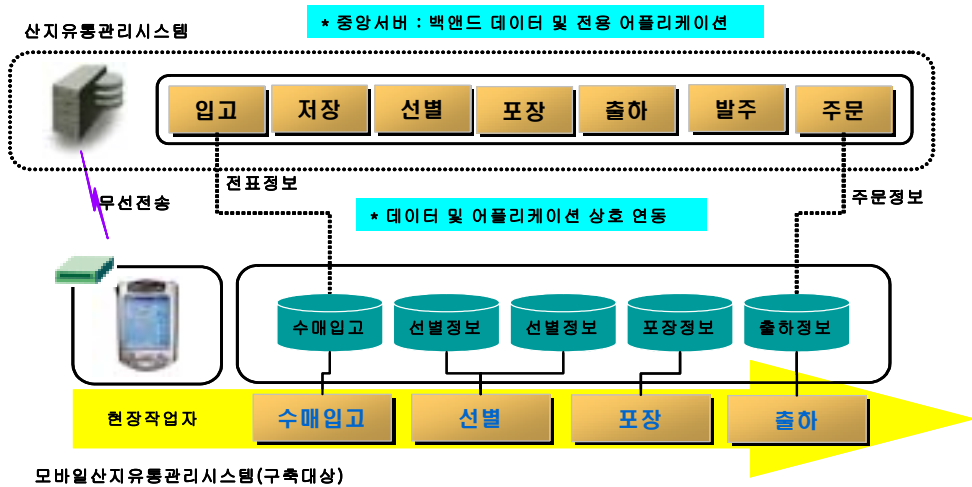 * 중앙서버 : 백앤드 데이터 및 전용 어플리케이션
산지유통관리시스템
입고 저장 선별 포장 출하 발주 주문
전표정보
주문정보
무선전송
* 데이터 및 어플리케이션 상호 연동
수매입고 선별정보 선별정보 포장정보 출하정보
현장작업자
수매입고 선별 포장 출하
모바일산지유통관리시스템(구축대상)